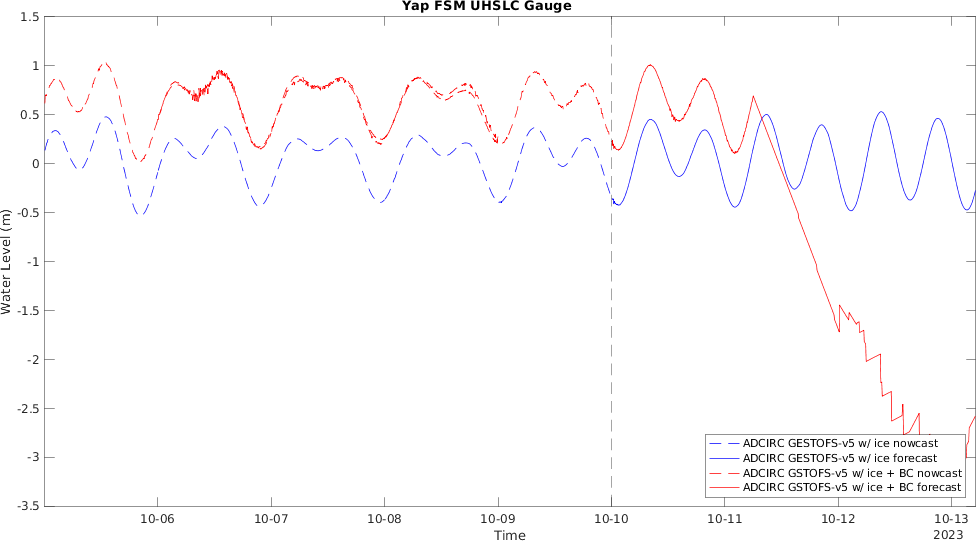 Yap FSM UHSLC Gauge
1.5
1
0.5
0
-0.5
-1
-1.5
-2
-2.5
-3
-3.5
Water Level (m)
ADCIRC GESTOFS-v5 w/ ice nowcast
ADCIRC GESTOFS-v5 w/ ice forecast
ADCIRC GSTOFS-v5 w/ ice + BC nowcast
ADCIRC GSTOFS-v5 w/ ice + BC forecast
10-06 10-07 10-08 10-09 10-10 10-11 10-12 10-13
Time 2023